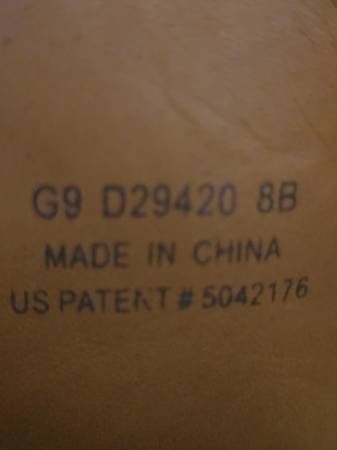 G9 D29420 8B
MADE IN CHINA
US PATENT # 5042176